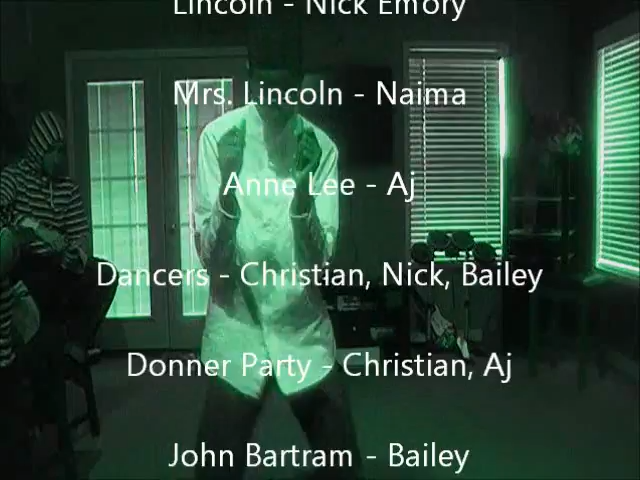 Lincoln - Nick Emory
Mrs. Lincoln - Naima
Anne Lee - Aj
Dancers - Christian, Nick, Bailey
Donner Party - Christian, Aj
John Bartram - Bailey